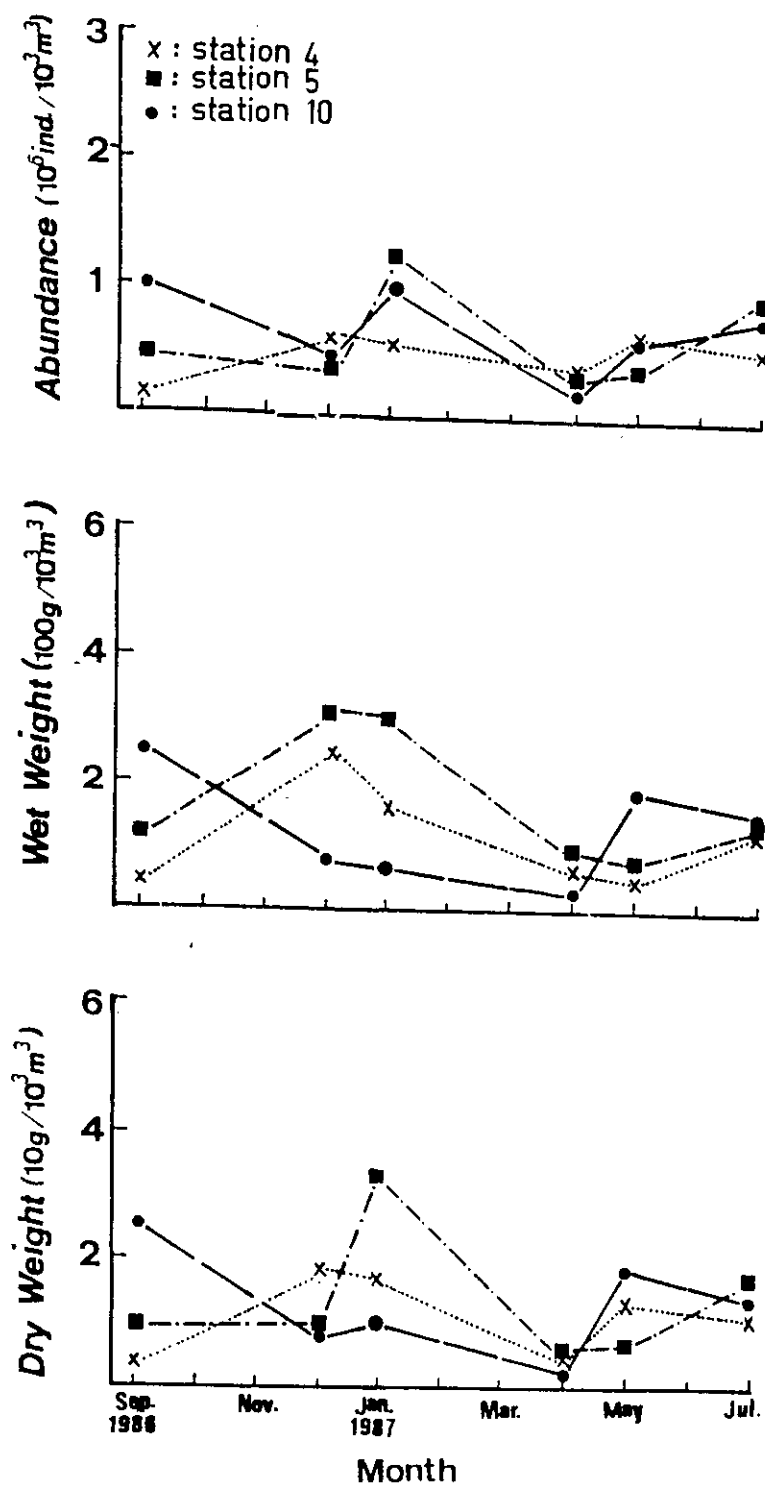 Abundance (10⁶ind./10³m³)
3
2
1
x : station 4
■ : station 5
● : station 10
Wet Weight (100g/10³m³)
6
4
2
Dry Weight (10g/10³m³)
6
4
2
Sep. Nov. Jan. Mar. May Jul.
1986 1987
Month